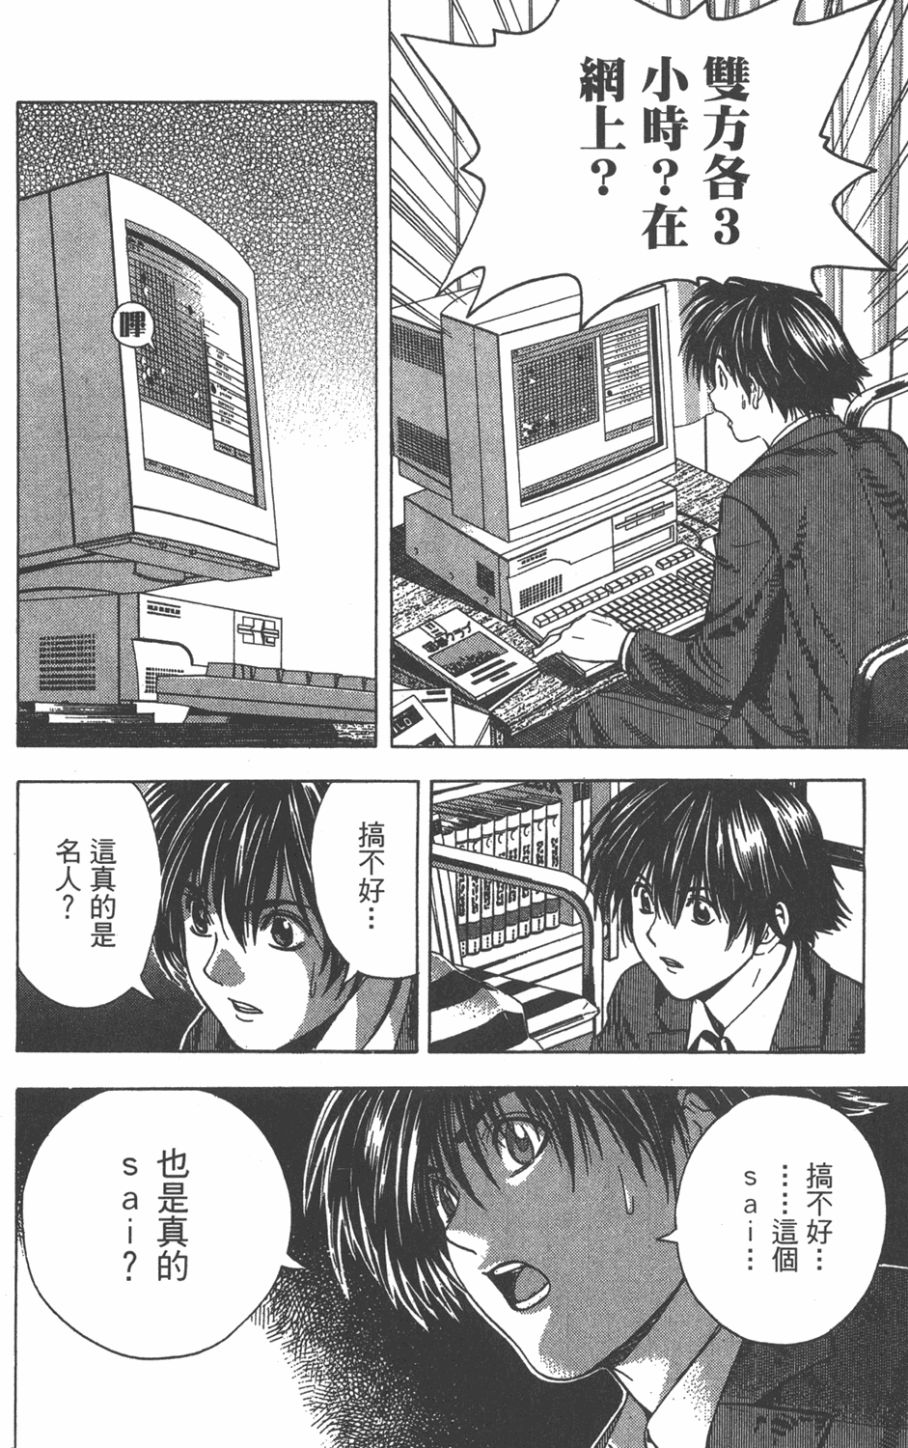 雙方各3
小時？在
網上？
嗶
搞不好…
這真的是
名人？
搞不好…
……這個
sai…
也是真的
sai？